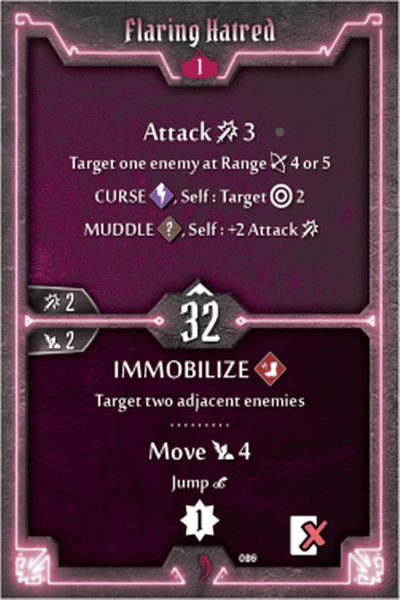 Flaring Hatred
1
Attack 3
Target one enemy at Range 4 or 5
CURSE , Self : Target 2
MUDDLE ? , Self : +2 Attack
2
32
2
IMMOBILIZE
Target two adjacent enemies
Move 4
Jump
1